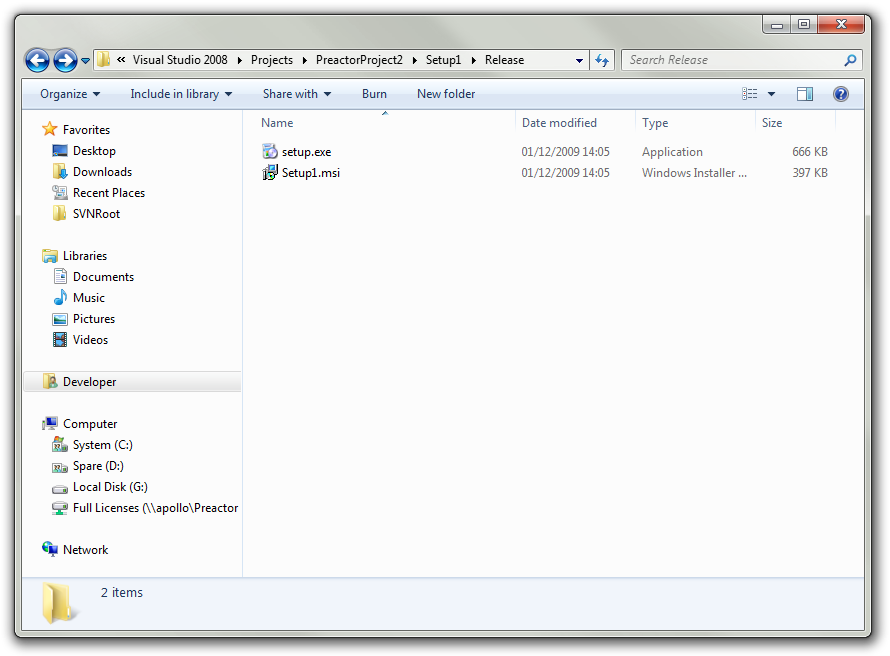 « Visual Studio 2008 Projects PreactorProject2 Setup1 Release Search Release
Organize Include in library Share with Burn New folder
Name Date modified Type Size
setup.exe 01/12/2009 14:05 Application 666 KB
Setup1.msi 01/12/2009 14:05 Windows Installer ... 397 KB
Favorites
Desktop
Downloads
Recent Places
SVNRoot
Libraries
Documents
Music
Pictures
Videos
Developer
Computer
System (C:)
Spare (D:)
Local Disk (G:)
Full Licenses (\\apollo\Preactor
Network
2 items